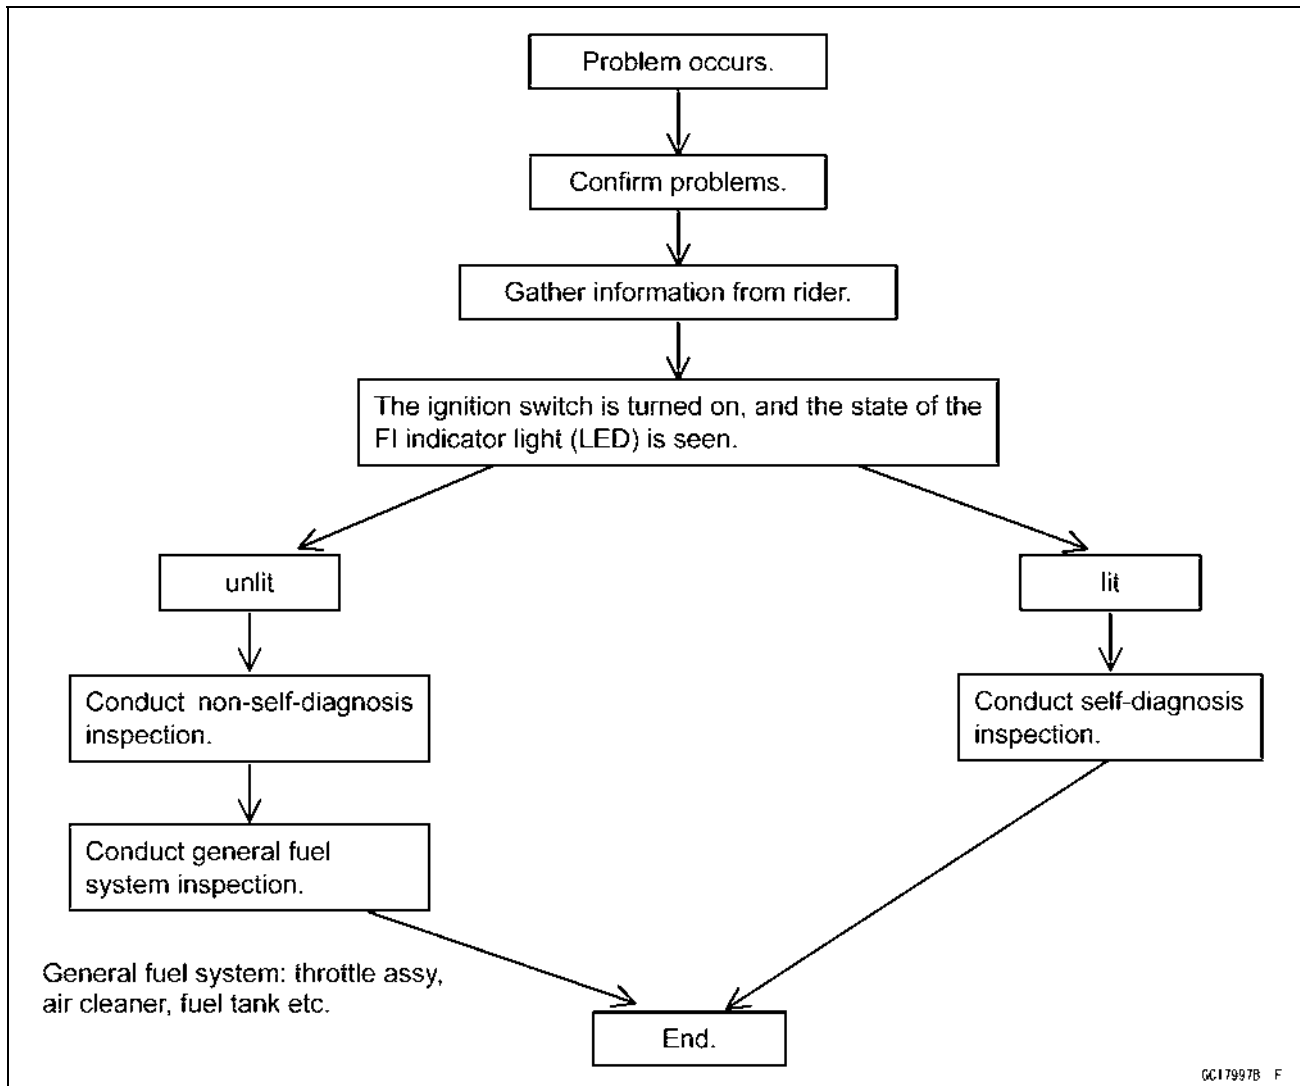 Problem occurs.
Confirm problems.
Gather information from rider.
The ignition switch is turned on, and the state of the
FI indicator light (LED) is seen.
unlit
lit
Conduct non-self-diagnosis
inspection.
Conduct self-diagnosis
inspection.
Conduct general fuel
system inspection.
General fuel system: throttle assy,
air cleaner, fuel tank etc.
End.
GC17997B F